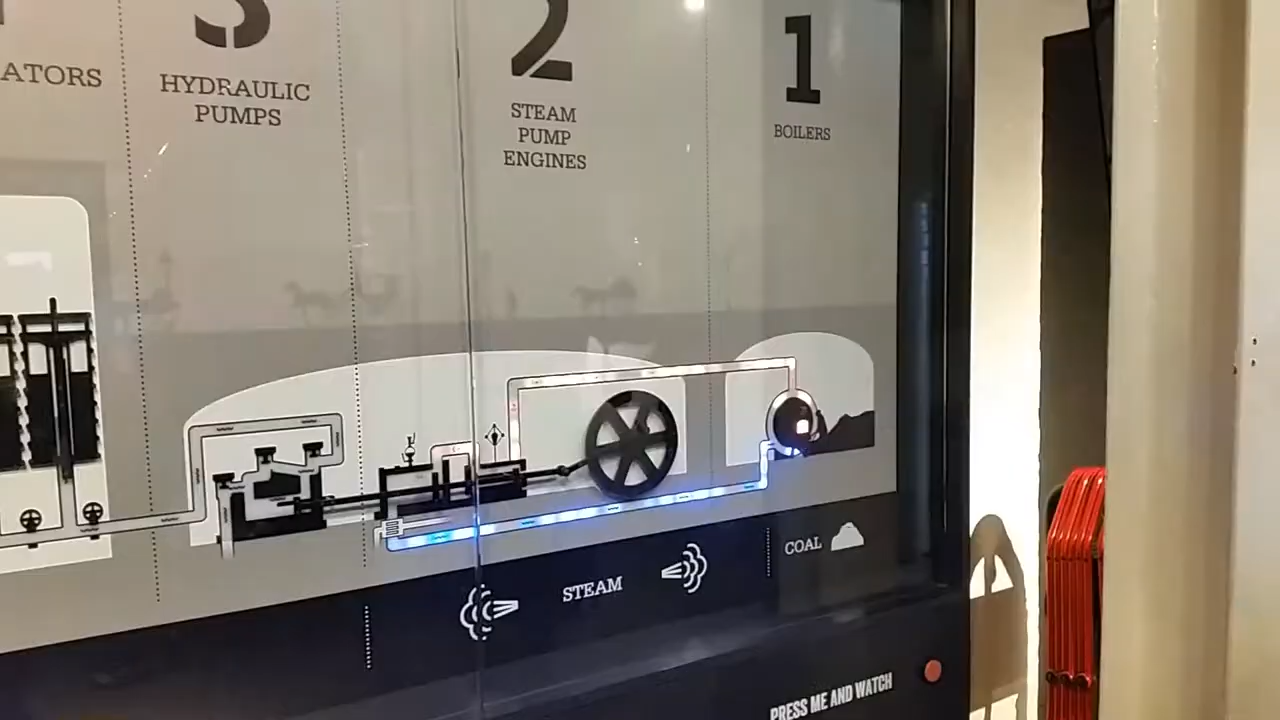 ATORS
3
HYDRAULIC
PUMPS
2
STEAM
PUMP
ENGINES
1
BOILERS
STEAM
COAL
PRESS ME AND WATCH